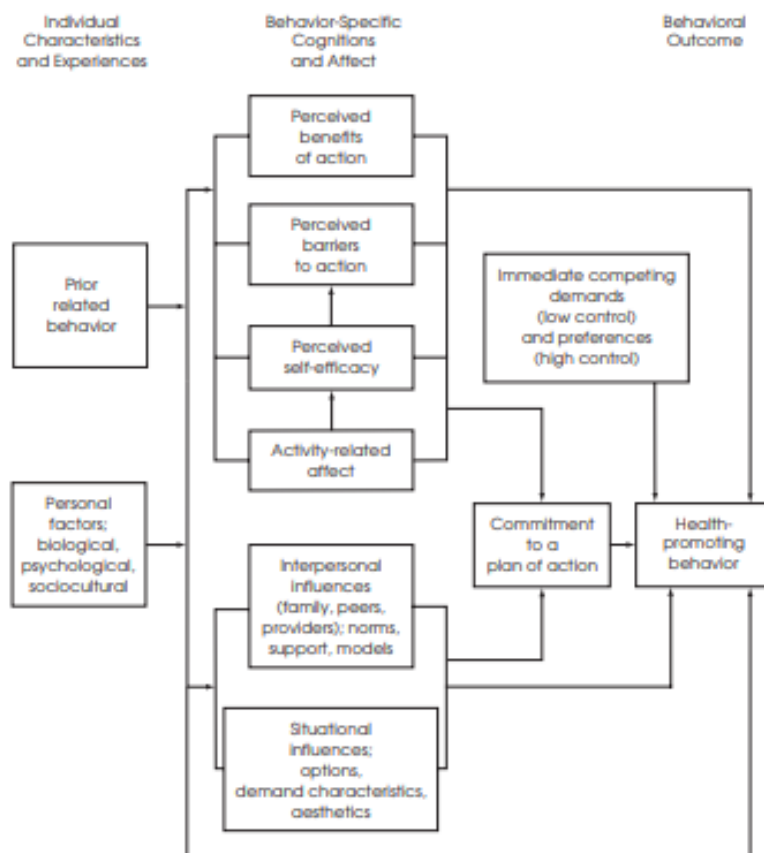 Individual
Characteristics
and Experiences
Behavior-Specific
Cognitions
and Affect
Behavioral
Outcome
Perceived
benefits
of action
Perceived
barriers
to action
Prior
related
behavior
Immediate competing
demands
(low control)
and preferences
(high control)
Perceived
self-efficacy
Activity-related
affect
Personal
factors;
biological,
psychological,
sociocultural
Commitment
to a
plan of action
Health-
promoting
behavior
Interpersonal
influences
(family, peers,
providers); norms,
support, models
Situational
influences;
options,
demand characteristics,
aesthetics